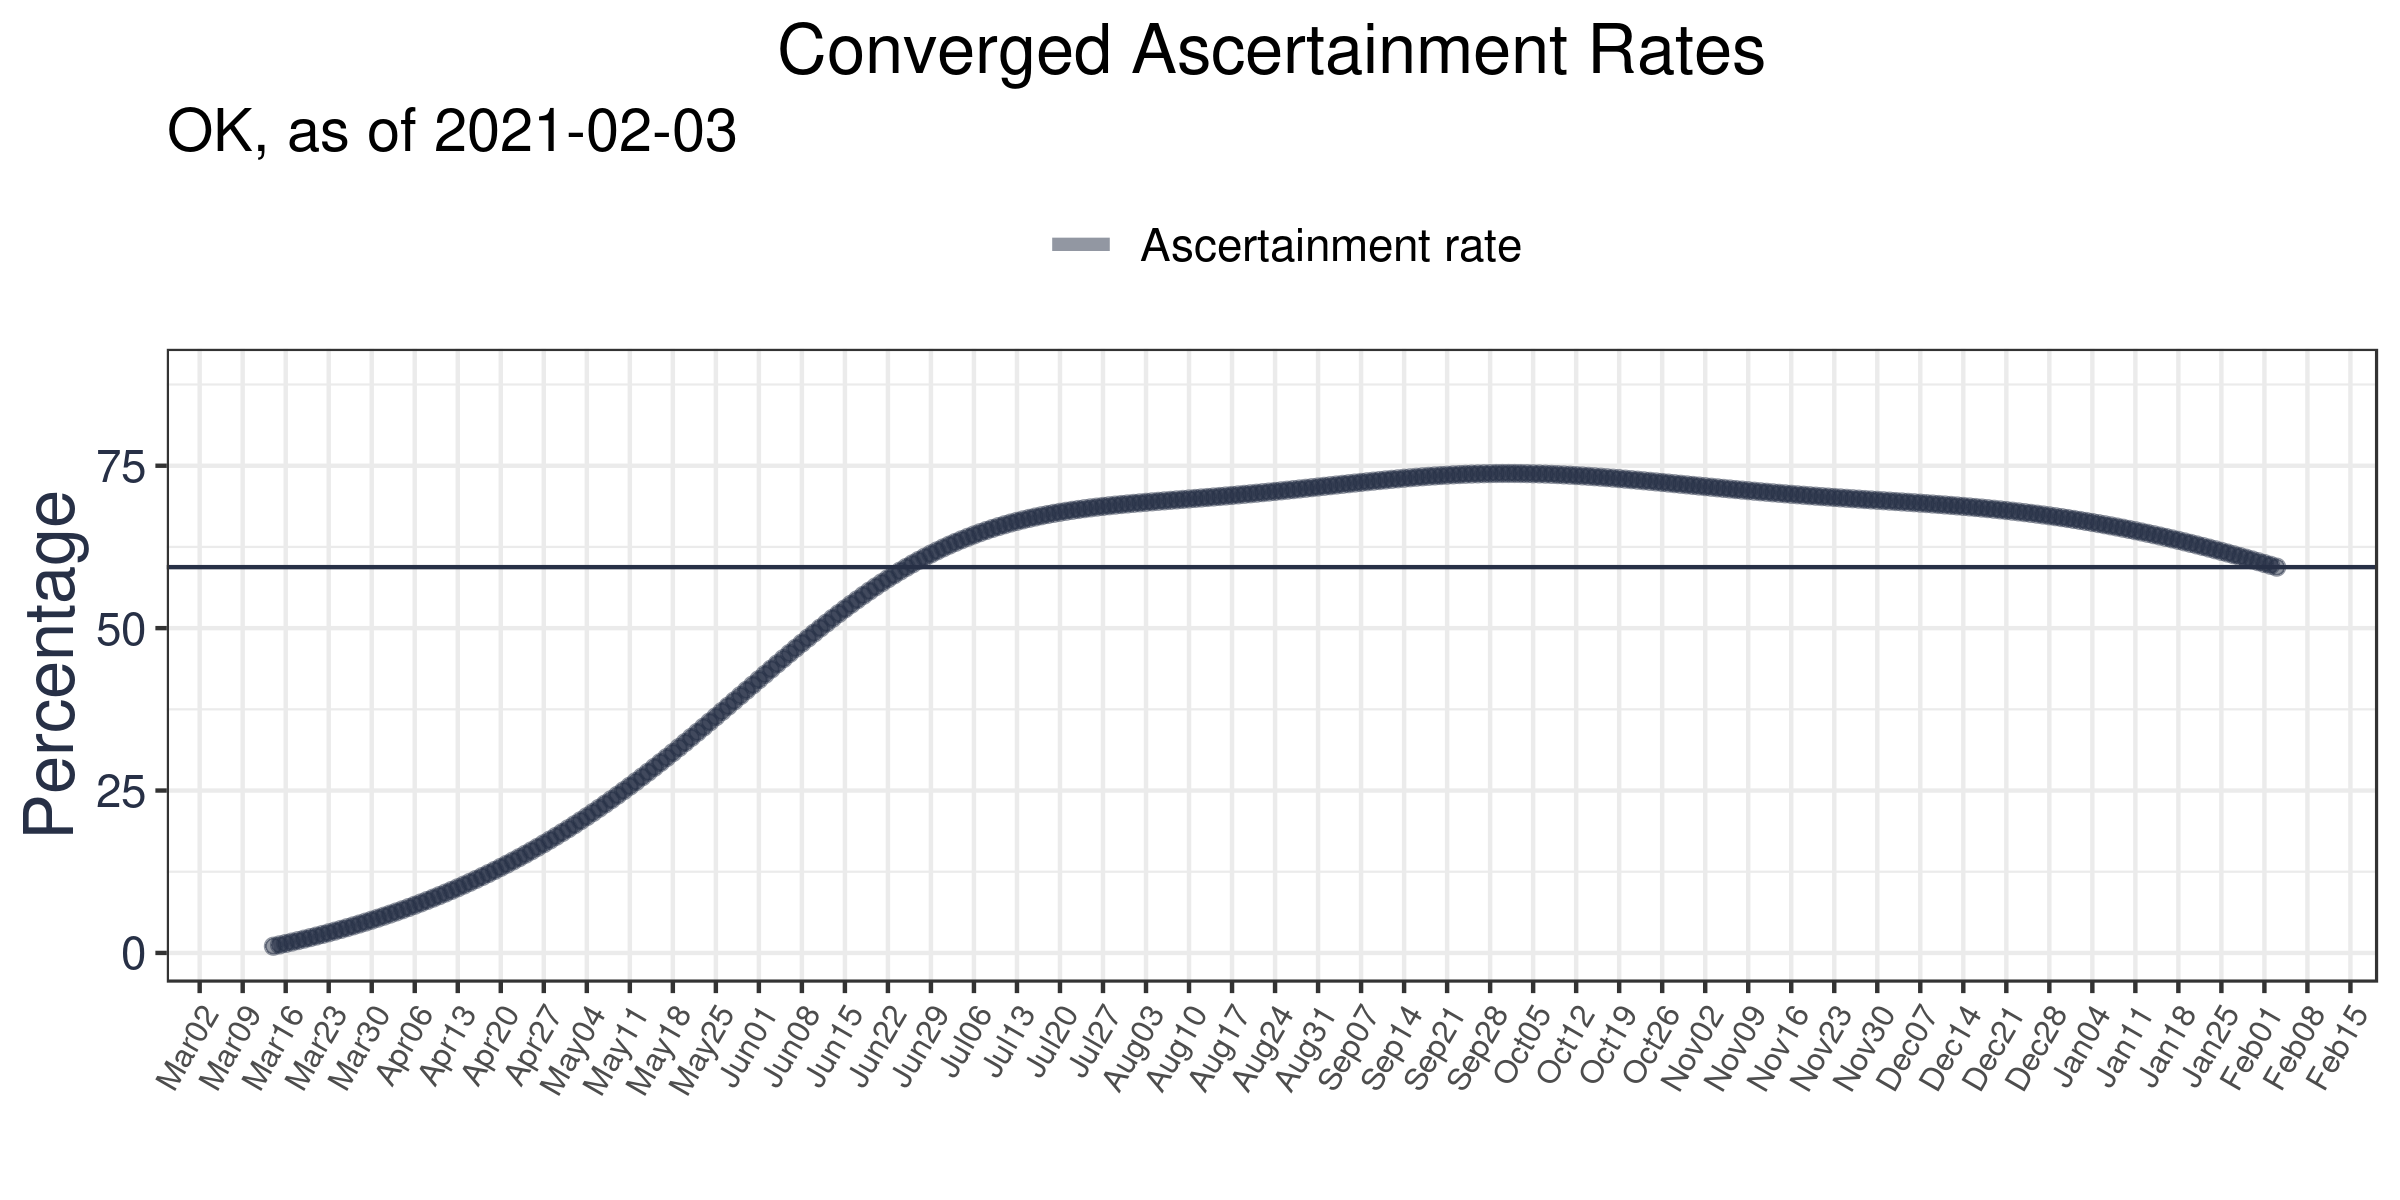 Converged Ascertainment Rates
OK, as of 2021-02-03
Ascertainment rate
Percentage
75
50
25
0
Mar02
Mar09
Mar16
Mar23
Mar30
Apr06
Apr13
Apr20
Apr27
May04
May11
May18
May25
Jun01
Jun08
Jun15
Jun22
Jun29
Jul06
Jul13
Jul20
Jul27
Aug03
Aug10
Aug17
Aug24
Aug31
Sep07
Sep14
Sep21
Sep28
Oct05
Oct12
Oct19
Oct26
Nov02
Nov09
Nov16
Nov23
Nov30
Dec07
Dec14
Dec21
Dec28
Jan04
Jan11
Jan18
Jan25
Feb01
Feb08
Feb15